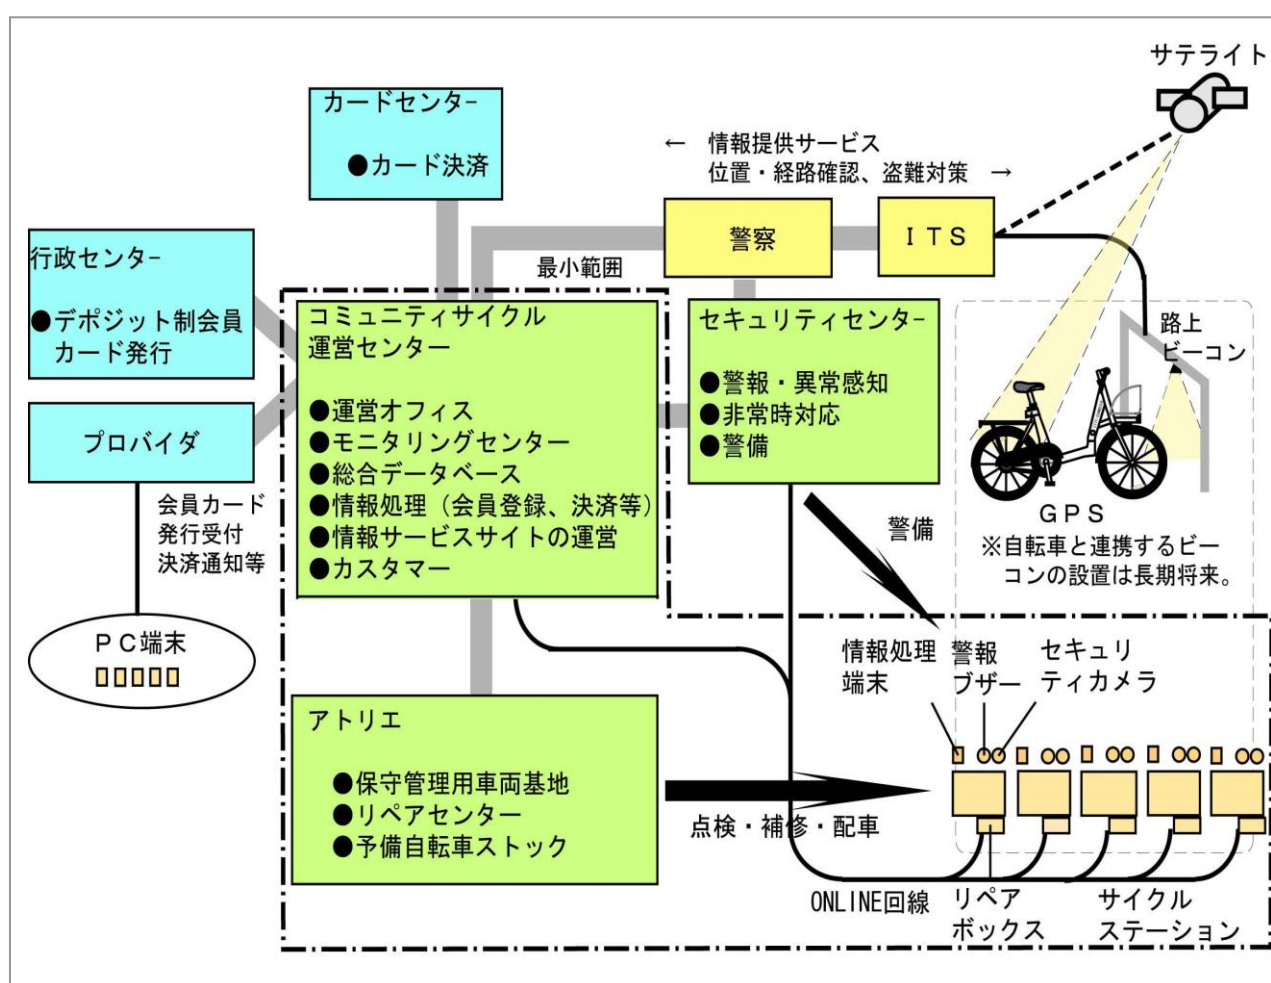 サテライト
カードセンター
●カード決済
← 情報提供サービス
位置・経路確認、盗難対策 →
警察
ＩＴＳ
行政センター
●デポジット制会員
カード発行
最小範囲
コミュニティサイクル
運営センター
●運営オフィス
●モニタリングセンター
●総合データベース
●情報処理（会員登録、決済等）
●情報サービスサイトの運営
●カスタマー
セキュリティセンター
●警報・異常感知
●非常時対応
●警備
路上
ビーコン
プロバイダ
会員カード
発行受付
決済通知等
ＰＣ端末
警備
ＧＰＳ
※自転車と連携するビー
コンの設置は長期将来。
情報処理
端末
警報
ブザー
セキュリ
ティカメラ
アトリエ
●保守管理用車両基地
●リペアセンター
●予備自転車ストック
点検・補修・配車
ONLINE回線
リペア
ボックス
サイクル
ステーション